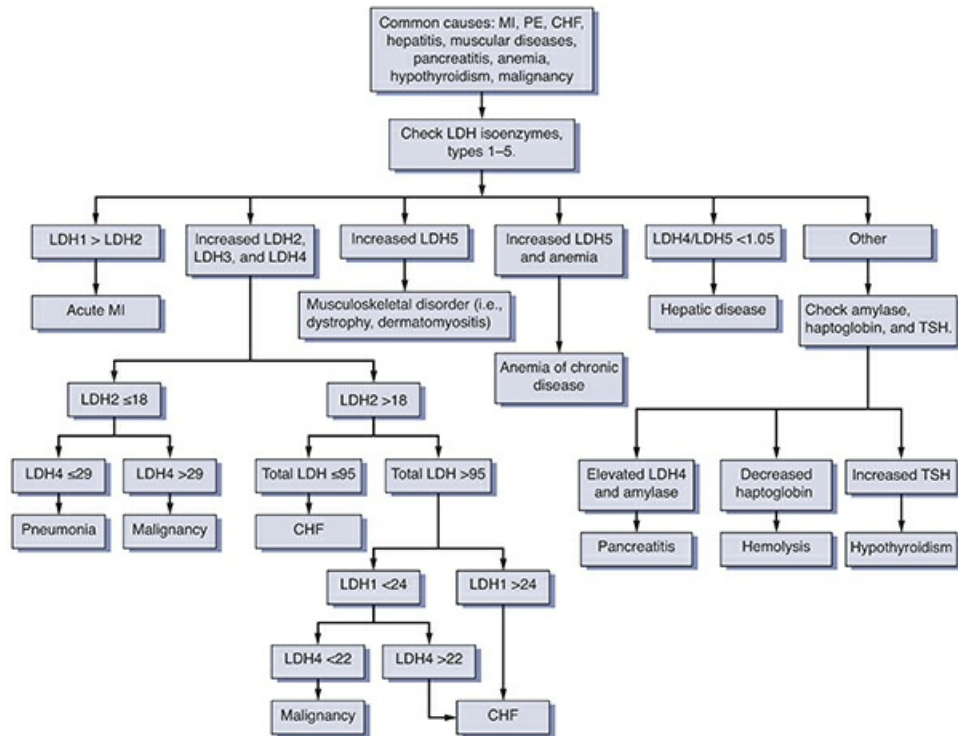 Common causes: MI, PE, CHF,
hepatitis, muscular diseases,
pancreatitis, anemia,
hypothyroidism, malignancy
Check LDH isoenzymes,
types 1–5.
LDH1 > LDH2
Increased LDH2,
LDH3, and LDH4
Increased LDH5
Increased LDH5
and anemia
LDH4/LDH5 <1.05
Other
Acute MI
Musculoskeletal disorder (i.e.,
dystrophy, dermatomyositis)
Hepatic disease
Check amylase,
haptoglobin, and TSH.
Anemia of chronic
disease
LDH2 ≤18
LDH2 >18
LDH4 ≤29
LDH4 >29
Total LDH ≤95
Total LDH >95
Elevated LDH4
and amylase
Decreased
haptoglobin
Increased TSH
Pneumonia
Malignancy
CHF
Pancreatitis
Hemolysis
Hypothyroidism
LDH1 <24
LDH1 >24
LDH4 <22
LDH4 >22
Malignancy
CHF